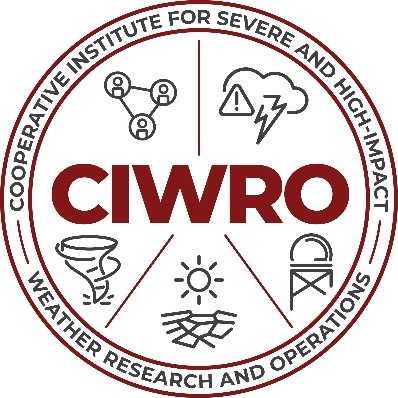 COOPERATIVE INSTITUTE FOR SEVERE AND HIGH-IMPACT
CIWRO
WEATHER RESEARCH AND OPERATIONS